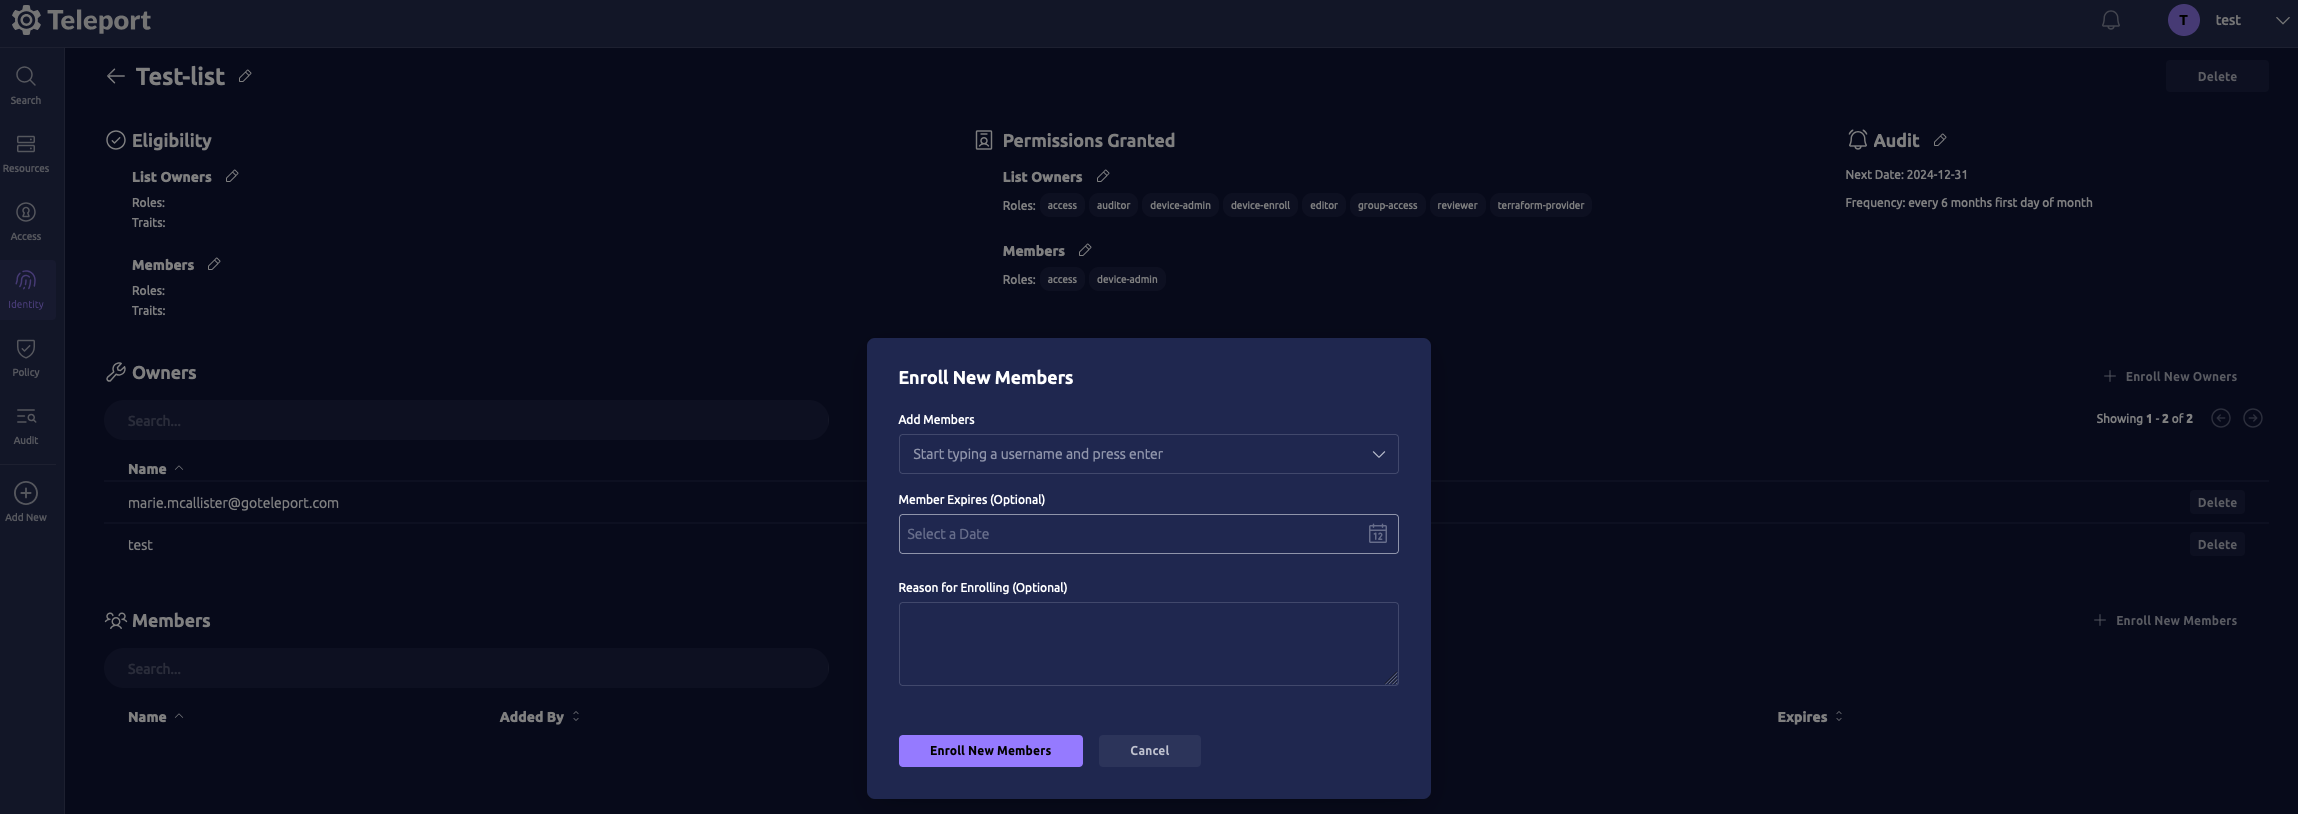 Teleport
T
test
Search
Resources
Access
Identity
Policy
Audit
Add New
Test-list
Delete
Eligibility
List Owners
Roles:
Traits:
Members
Roles:
Traits:
Permissions Granted
List Owners
Roles: access auditor device-admin device-enroll editor group-access reviewer terraform-provider
Members
Roles: access device-admin
Audit
Next Date: 2024-12-31
Frequency: every 6 months first day of month
Owners
Enroll New Owners
Search...
Showing 1 - 2 of 2
Name
marie.mcallister@goteleport.com
Delete
test
Delete
Members
Enroll New Members
Search...
Name
Added By
Expires
Enroll New Members
Add Members
Start typing a username and press enter
Member Expires (Optional)
Select a Date
12
Reason for Enrolling (Optional)
Enroll New Members
Cancel